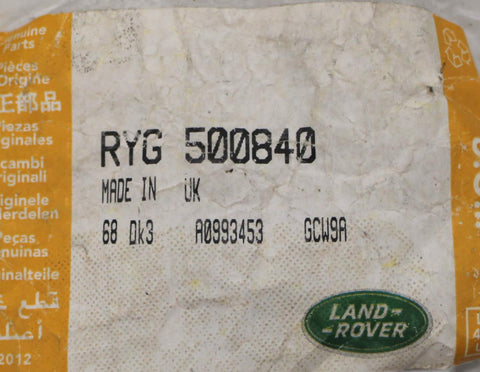 Genuine
Parts
Pièces
Origine
正部品
Piezas
Originales
Ricambi
Originali
Originele
Onderdelen
Peças
Genuínas
Originalteile
قطع
أصلية
2012
RYG 500840
MADE IN UK
68 Dk3 A0993453 GCW9A
LAND-
-ROVER